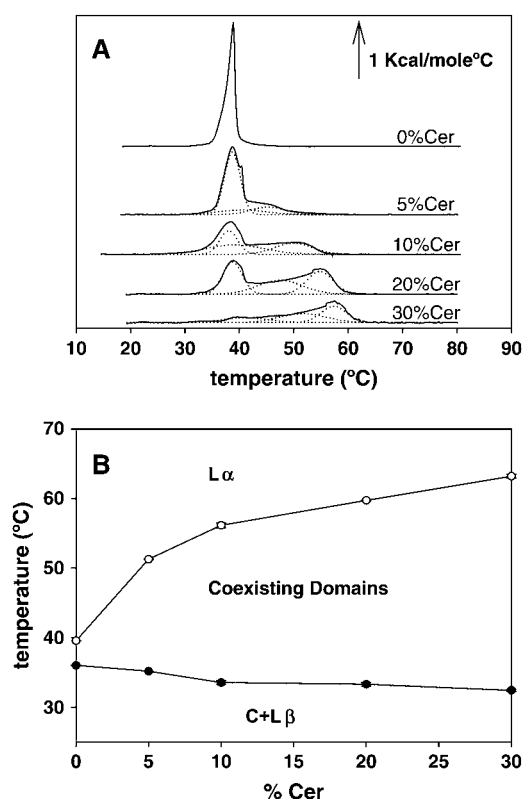 A
1 Kcal/moleºC
0%Cer
5%Cer
10%Cer
20%Cer
30%Cer
10 20 30 40 50 60 70 80 90
temperature (ºC)
B
70
60
50
40
30
temperature (ºC)
Lα
Coexisting Domains
C+Lβ
0 5 10 15 20 25 30
% Cer